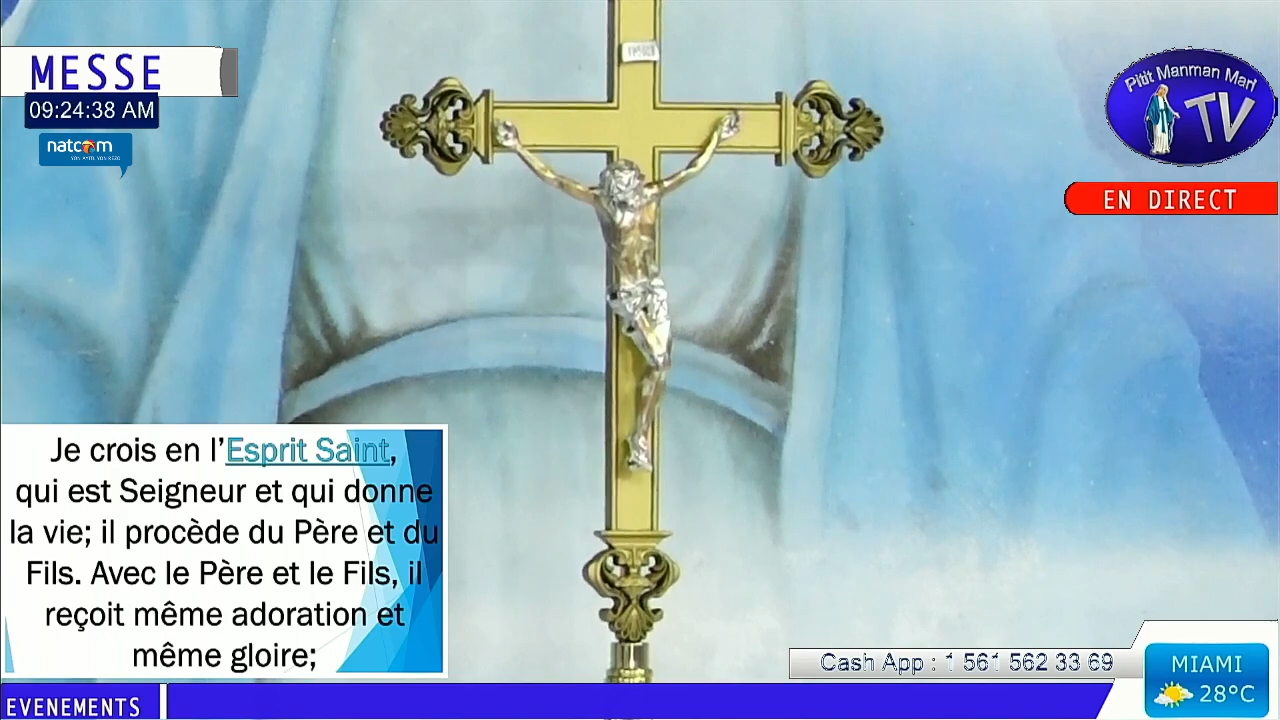 MESSE
09:24:38 AM
natcom
Pitit Manman Mari
TV
EN DIRECT
Je crois en l’Esprit Saint,
qui est Seigneur et qui donne
la vie; il procède du Père et du
Fils. Avec le Père et le Fils, il
reçoit même adoration et
même gloire;
Cash App : 1 561 562 33 69
MIAMI
28°C
EVENEMENTS